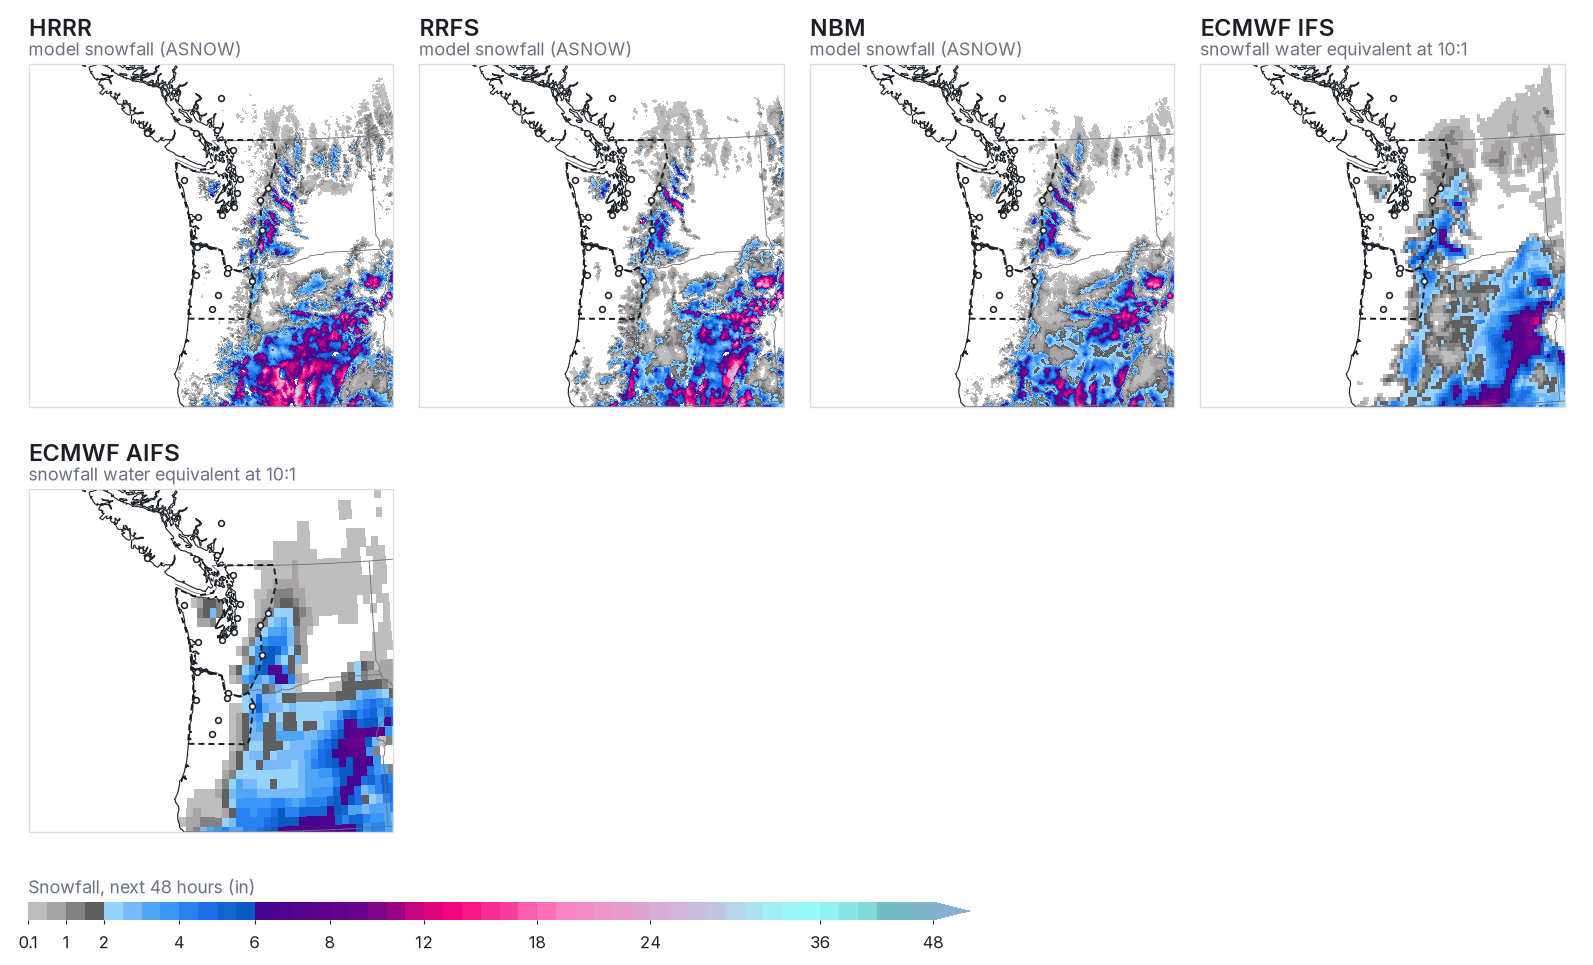 HRRR
model snowfall (ASNOW)
RRFS
model snowfall (ASNOW)
NBM
model snowfall (ASNOW)
ECMWF IFS
snowfall water equivalent at 10:1
ECMWF AIFS
snowfall water equivalent at 10:1
Snowfall, next 48 hours (in)
0.1 1 2 4 6 8 12 18 24 36 48